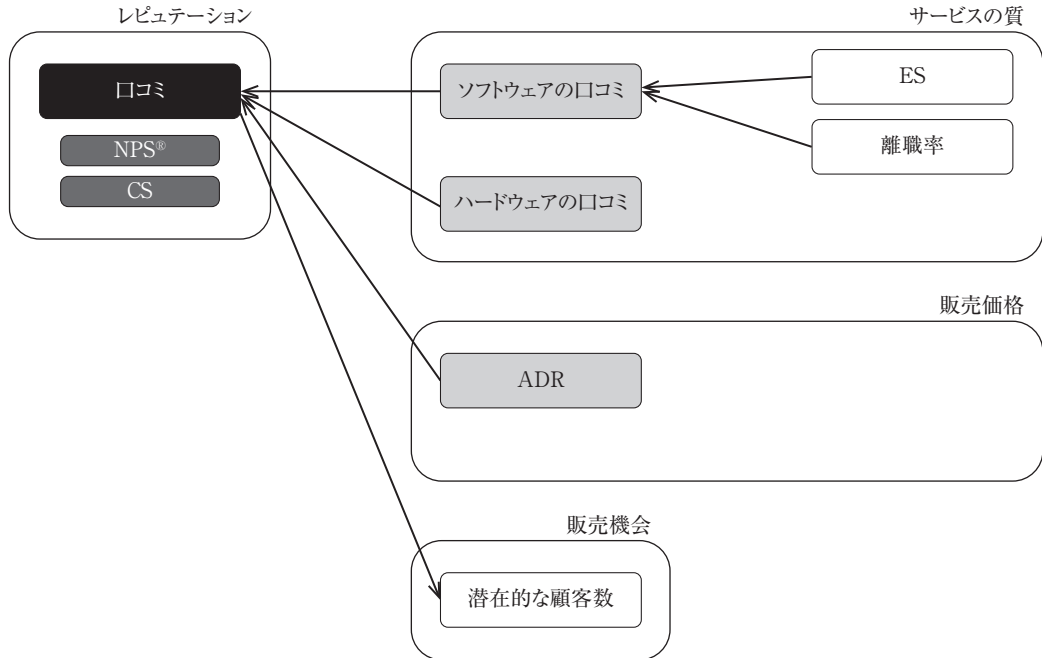 レピュテーション
口コミ
NPS®
CS
サービスの質
ソフトウェアの口コミ
ハードウェアの口コミ
ES
離職率
販売価格
ADR
販売機会
潜在的な顧客数